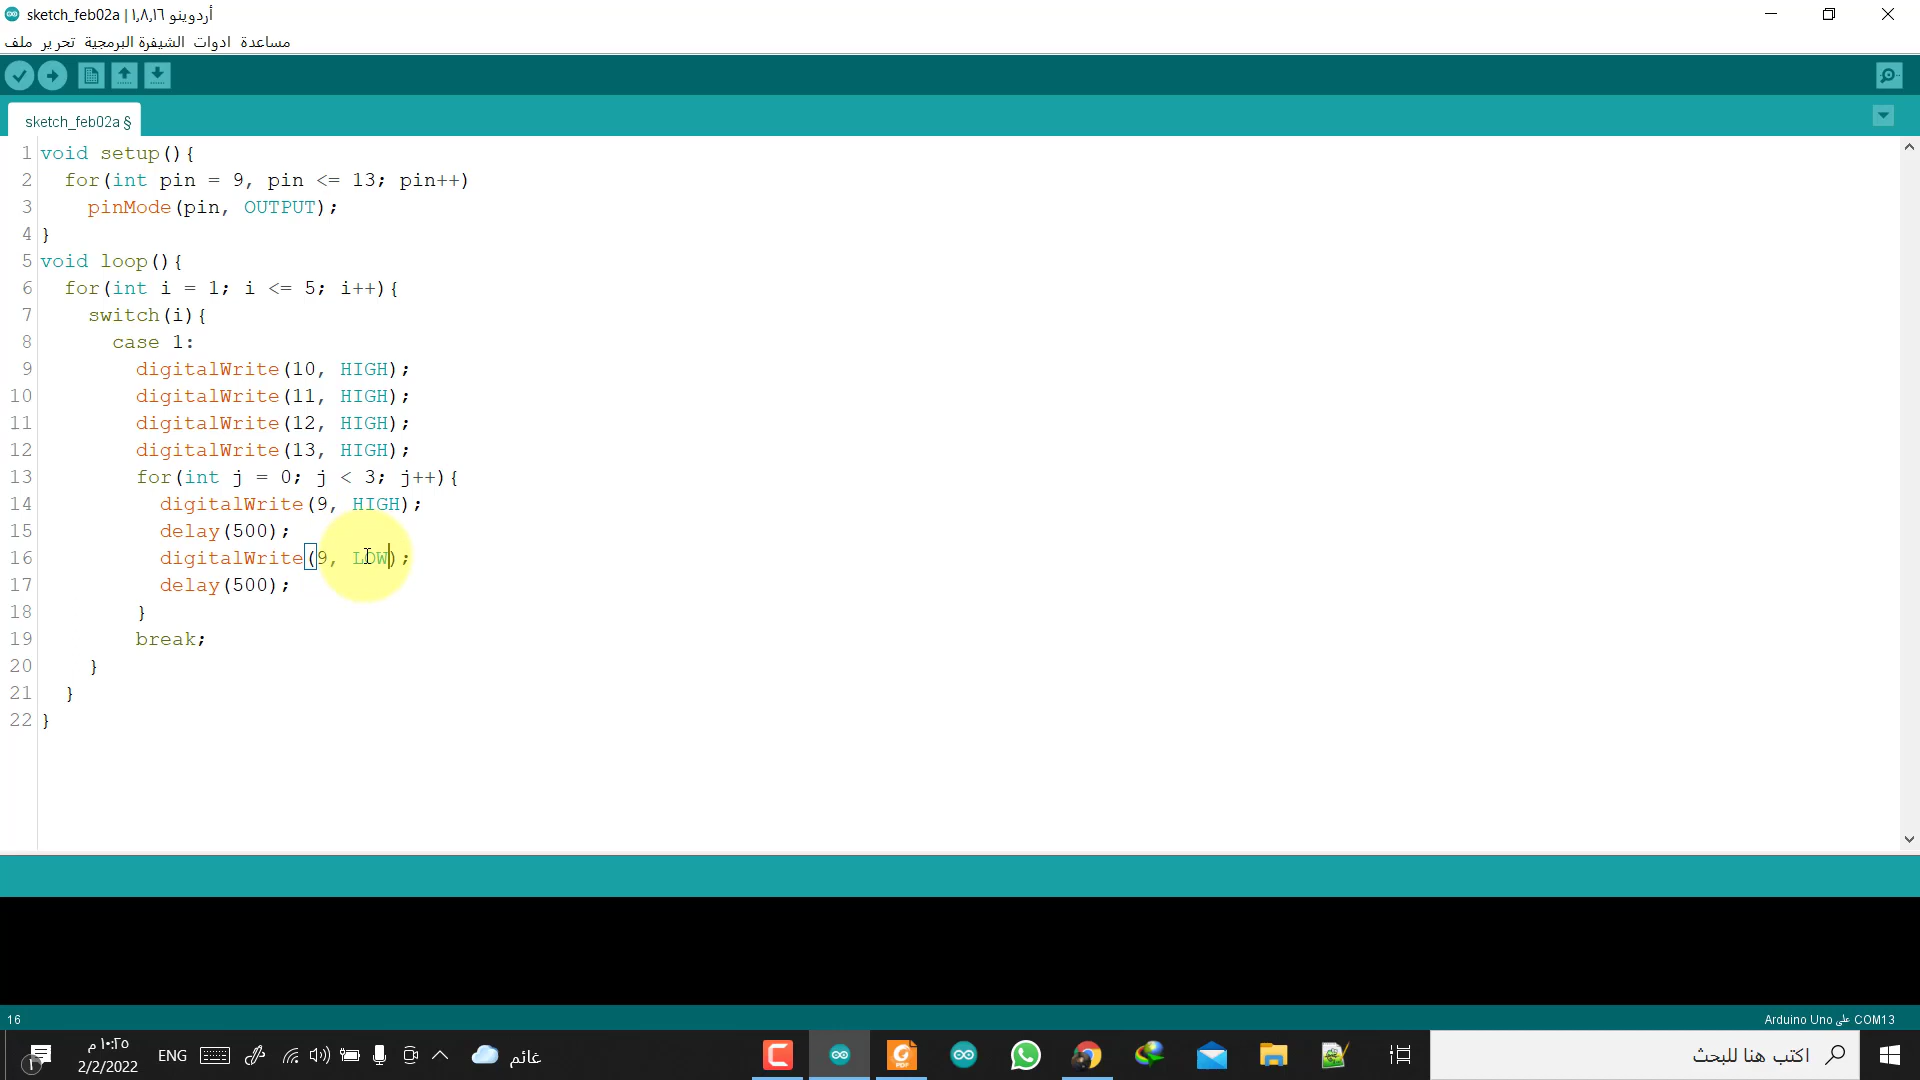 sketch_feb02a | أردوينو ١,٨,١٦
ملف تحرير الشيفرة البرمجية ادوات مساعدة
sketch_feb02a §
1 void setup(){
2 for(int pin = 9, pin <= 13; pin++)
3 pinMode(pin, OUTPUT);
4 }
5 void loop(){
6 for(int i = 1; i <= 5; i++){
7 switch(i){
8 case 1:
9 digitalWrite(10, HIGH);
10 digitalWrite(11, HIGH);
11 digitalWrite(12, HIGH);
12 digitalWrite(13, HIGH);
13 for(int j = 0; j < 3; j++){
14 digitalWrite(9, HIGH);
15 delay(500);
16 digitalWrite(9, LOW);
17 delay(500);
18 }
19 break;
20 }
21 }
22 }
16
Arduino Uno على COM13
١
١٠:٢٥ م
2/2/2022
ENG
غائم
PDF
اكتب هنا للبحث